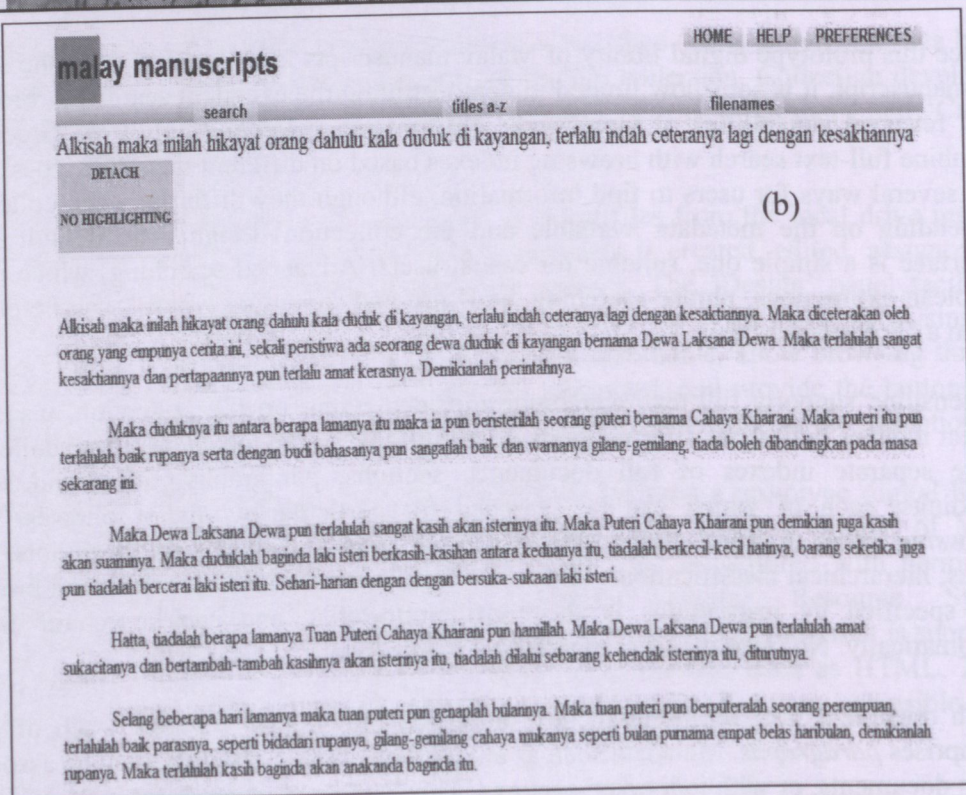 HOME HELP PREFERENCES
malay manuscripts
search titles a-z filenames
Alkisah maka inilah hikayat orang dahulu kala duduk di kayangan, terlalu indah ceteranya lagi dengan kesaktiannya
DETACH
NO HIGHLIGHTING
(b)
Alkisah maka inilah hikayat orang dahulu kala duduk di kayangan, terlalu indah ceteranya lagi dengan kesaktiannya. Maka diceterakan oleh
orang yang empunya cerita ini, sekali peristiwa ada seorang dewa duduk di kayangan bernama Dewa Laksana Dewa. Maka terlalulah sangat
kesaktiannya dan pertapaannya pun terlalu amat kerasnya. Demikianlah perintahnya.
Maka duduknya itu antara berapa lamanya itu maka ia pun beristerilah seorang puteri bernama Cahaya Khairani. Maka puteri itu pun
terlalulah baik rupanya serta dengan budi bahasanya pun sangatlah baik dan warnanya gilang-gemilang, tiada boleh dibandingkan pada masa
sekarang ini.
Maka Dewa Laksana Dewa pun terlalulah sangat kasih akan isterinya itu. Maka Puteri Cahaya Khairani pun demikian juga kasih
akan suaminya. Maka duduklah baginda laki isteri berkasih-kasihan antara keduanya itu, tiadalah berkecil-kecil hatinya, barang seketika juga
pun tiadalah bercerai laki isteri itu. Sehari-harian dengan dengan bersuka-sukaan laki isteri.
Hatta, tiadalah berapa lamanya Tuan Puteri Cahaya Khairani pun hamillah. Maka Dewa Laksana Dewa pun terlalulah amat
sukacitanya dan bertambah-tambah kasihnya akan isterinya itu, tiadalah dilalui sebarang kehendak isterinya itu, diturutnya.
Selang beberapa hari lamanya maka tuan puteri pun genaplah bulannya. Maka tuan puteri pun berputeralah seorang perempuan,
terlalulah baik parasnya, seperti bidadari rupanya, gilang-gemilang cahaya mukanya seperti bulan purnama empat belas haribulan, demikianlah
rupanya. Maka terlalulah kasih baginda akan anakanda baginda itu.